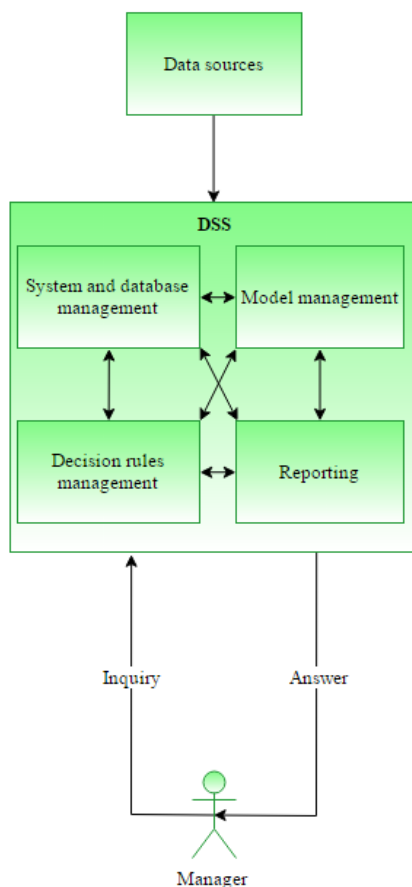 Data sources
DSS
System and database
management
Model management
Decision rules
management
Reporting
Inquiry
Answer
Manager